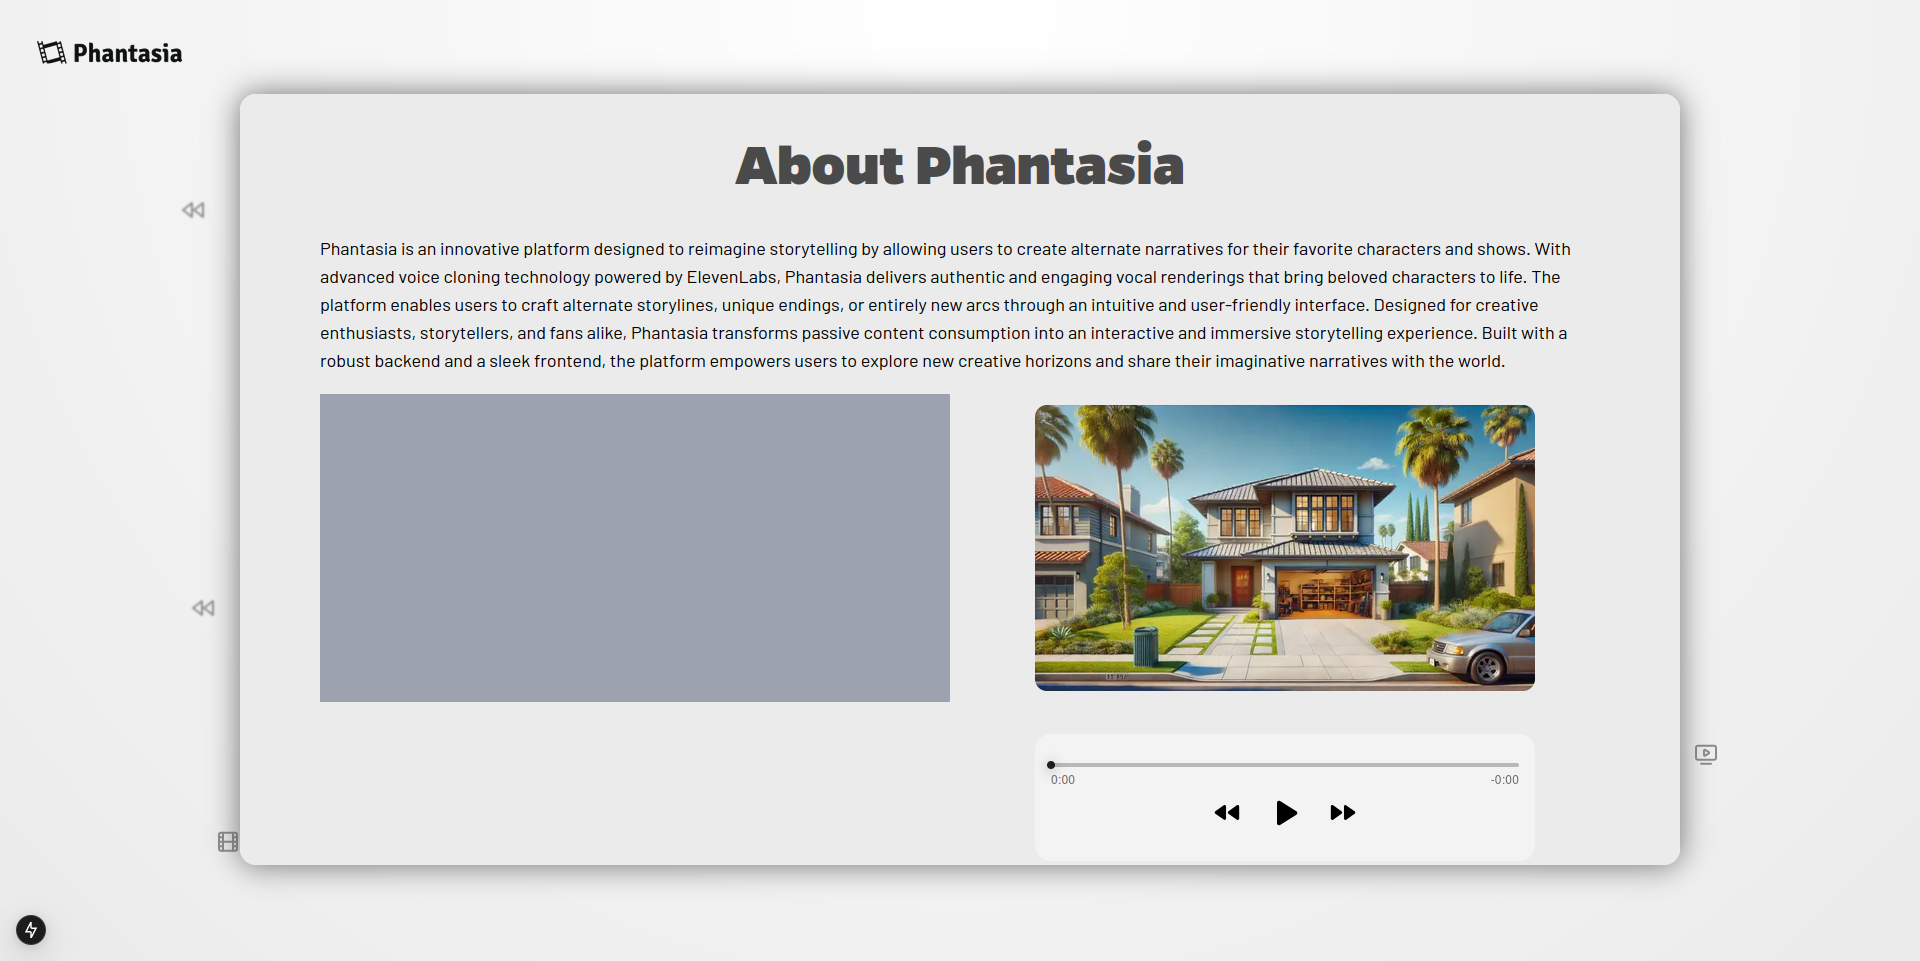 Phantasia
About Phantasia
Phantasia is an innovative platform designed to reimagine storytelling by allowing users to create alternate narratives for their favorite characters and shows. With
advanced voice cloning technology powered by ElevenLabs, Phantasia delivers authentic and engaging vocal renderings that bring beloved characters to life. The
platform enables users to craft alternate storylines, unique endings, or entirely new arcs through an intuitive and user-friendly interface. Designed for creative
enthusiasts, storytellers, and fans alike, Phantasia transforms passive content consumption into an interactive and immersive storytelling experience. Built with a
robust backend and a sleek frontend, the platform empowers users to explore new creative horizons and share their imaginative narratives with the world.
0:00
-0:00